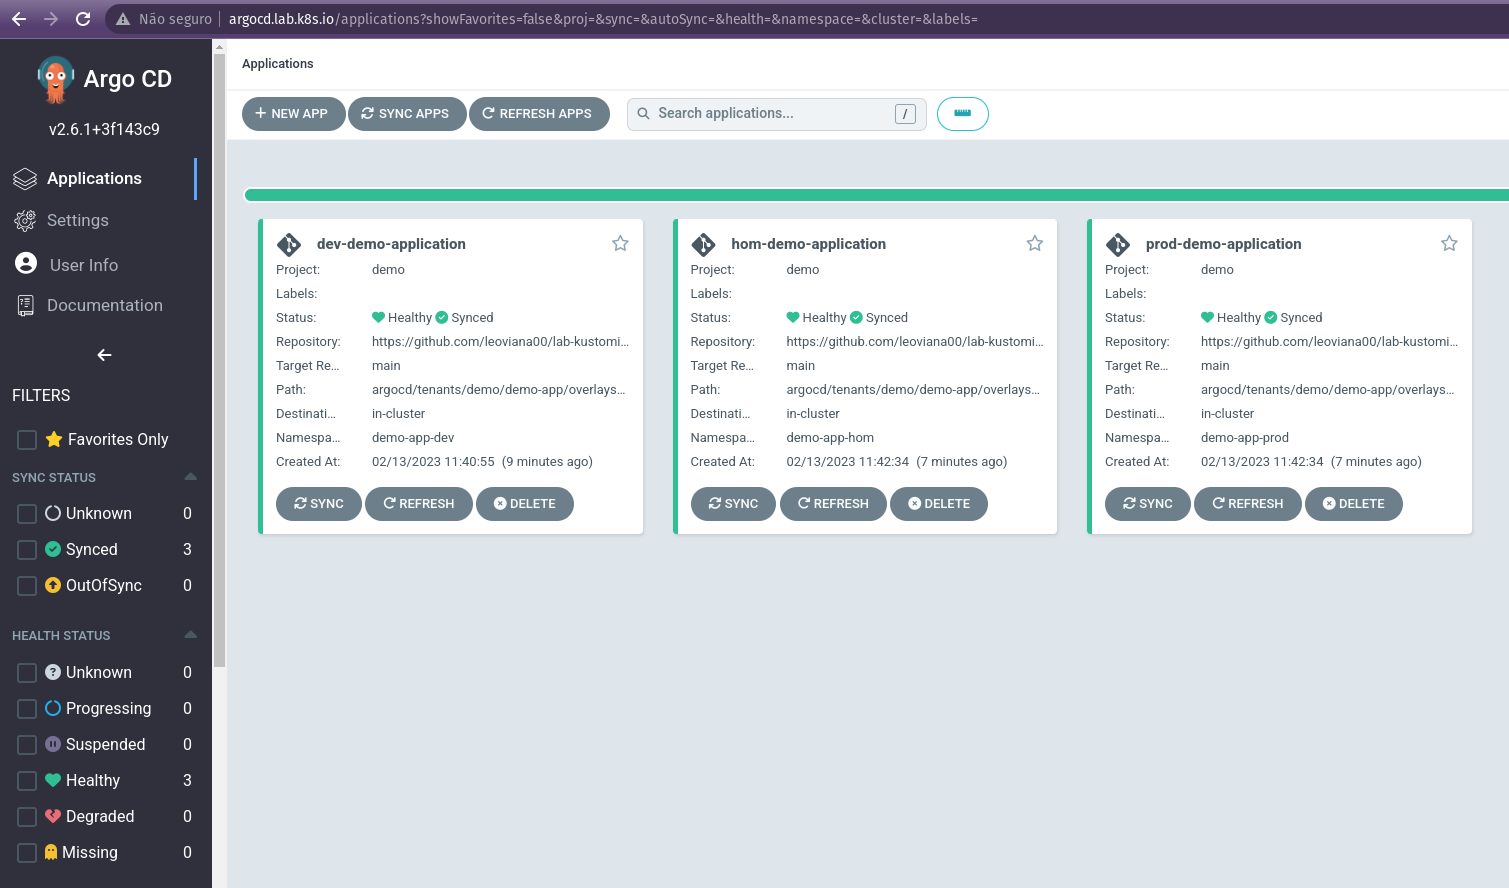 Não seguro argocd.lab.k8s.io/applications?showFavorites=false&proj=&sync=&autoSync=&health=&namespace=&cluster=&labels=
Argo CD
v2.6.1+3f143c9
Applications
Settings
User Info
Documentation
FILTERS
Favorites Only
SYNC STATUS
Unknown 0
Synced 3
OutOfSync 0
HEALTH STATUS
Unknown 0
Progressing 0
Suspended 0
Healthy 3
Degraded 0
Missing 0
Applications
NEW APP SYNC APPS REFRESH APPS Search applications... /
dev-demo-application
Project: demo
Labels:
Status: Healthy Synced
Repository: https://github.com/leoviana00/lab-kustomi...
Target Re... main
Path: argocd/tenants/demo/demo-app/overlays...
Destinati... in-cluster
Namespa... demo-app-dev
Created At: 02/13/2023 11:40:55 (9 minutes ago)
SYNC REFRESH DELETE
hom-demo-application
Project: demo
Labels:
Status: Healthy Synced
Repository: https://github.com/leoviana00/lab-kustomi...
Target Re... main
Path: argocd/tenants/demo/demo-app/overlays...
Destinati... in-cluster
Namespa... demo-app-hom
Created At: 02/13/2023 11:42:34 (7 minutes ago)
SYNC REFRESH DELETE
prod-demo-application
Project: demo
Labels:
Status: Healthy Synced
Repository: https://github.com/leoviana00/lab-kustomi...
Target Re... main
Path: argocd/tenants/demo/demo-app/overlays...
Destinati... in-cluster
Namespa... demo-app-prod
Created At: 02/13/2023 11:42:34 (7 minutes ago)
SYNC REFRESH DELETE